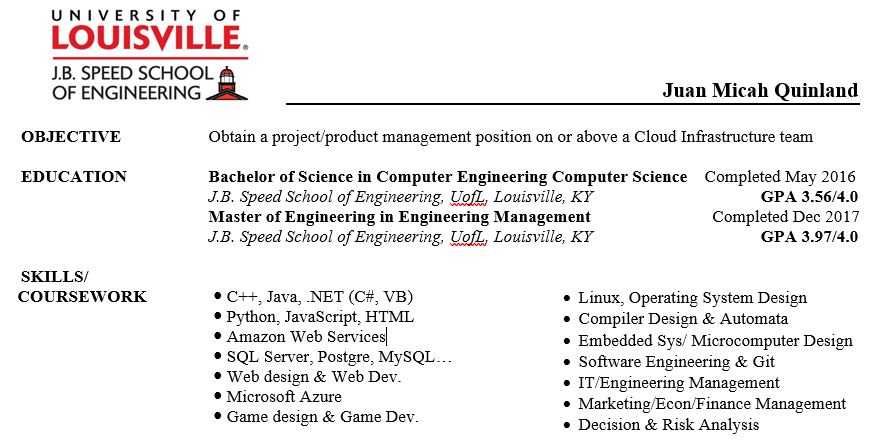 UNIVERSITY OF
LOUISVILLE®
J.B. SPEED SCHOOL
OF ENGINEERING
Juan Micah Quinland
OBJECTIVE Obtain a project/product management position on or above a Cloud Infrastructure team
EDUCATION Bachelor of Science in Computer Engineering Computer Science Completed May 2016
J.B. Speed School of Engineering, UofL, Louisville, KY GPA 3.56/4.0
Master of Engineering in Engineering Management Completed Dec 2017
J.B. Speed School of Engineering, UofL, Louisville, KY GPA 3.97/4.0
SKILLS/
COURSEWORK
• C++, Java, .NET (C#, VB)
• Python, JavaScript, HTML
• Amazon Web Services
• SQL Server, Postgre, MySQL…
• Web design & Web Dev.
• Microsoft Azure
• Game design & Game Dev.
• Linux, Operating System Design
• Compiler Design & Automata
• Embedded Sys/ Microcomputer Design
• Software Engineering & Git
• IT/Engineering Management
• Marketing/Econ/Finance Management
• Decision & Risk Analysis